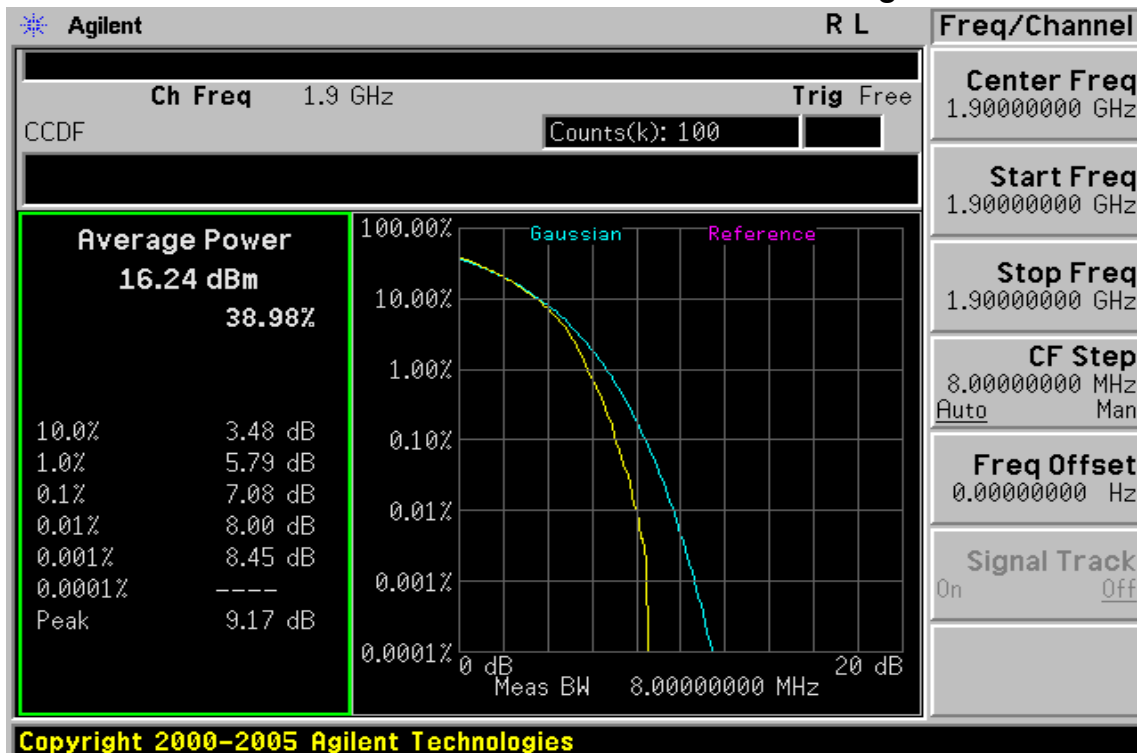 Agilent R L Freq/Channel
Ch Freq 1.9 GHz Trig Free
CCDF Counts(k): 100
Center Freq
1.90000000 GHz
Start Freq
1.90000000 GHz
Stop Freq
1.90000000 GHz
CF Step
8.00000000 MHz
Auto Man
Freq Offset
0.00000000 Hz
Signal Track
On Off
Average Power
16.24 dBm
38.98%
10.0% 3.48 dB
1.0% 5.79 dB
0.1% 7.08 dB
0.01% 8.00 dB
0.001% 8.45 dB
0.0001% ----
Peak 9.17 dB
Gaussian Reference
100.00%
10.00%
1.00%
0.10%
0.01%
0.001%
0.0001%
0 dB 20 dB
Meas BW 8.00000000 MHz
Copyright 2000-2005 Agilent Technologies